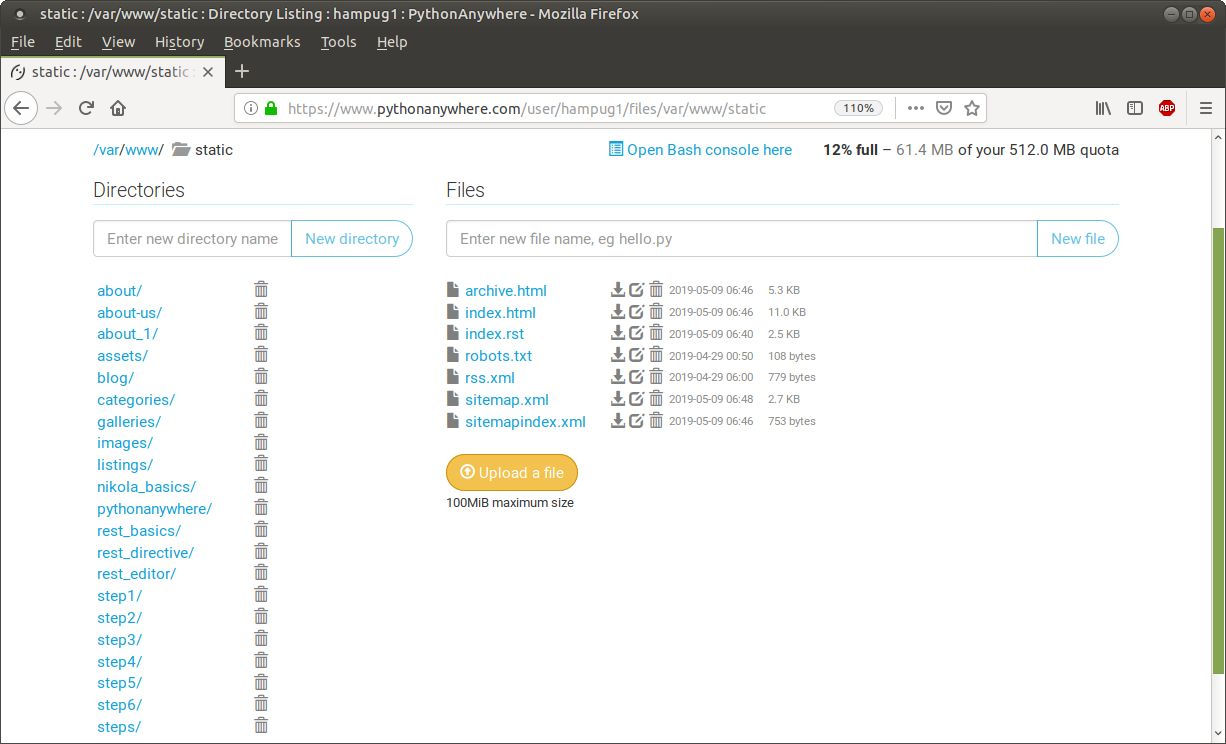 static : /var/www/static : Directory Listing : hampug1 : PythonAnywhere - Mozilla Firefox
File Edit View History Bookmarks Tools Help
static : /var/www/static :
https://www.pythonanywhere.com/user/hampug1/files/var/www/static 110% ABP
/var/www/ static Open Bash console here 12% full – 61.4 MB of your 512.0 MB quota
Directories
Enter new directory name New directory
about/
about-us/
about_1/
assets/
blog/
categories/
galleries/
images/
listings/
nikola_basics/
pythonanywhere/
rest_basics/
rest_directive/
rest_editor/
step1/
step2/
step3/
step4/
step5/
step6/
steps/
Files
Enter new file name, eg hello.py New file
archive.html 2019-05-09 06:46 5.3 KB
index.html 2019-05-09 06:46 11.0 KB
index.rst 2019-05-09 06:40 2.5 KB
robots.txt 2019-04-29 00:50 108 bytes
rss.xml 2019-04-29 06:00 779 bytes
sitemap.xml 2019-05-09 06:48 2.7 KB
sitemapindex.xml 2019-05-09 06:46 753 bytes
Upload a file
100MiB maximum size